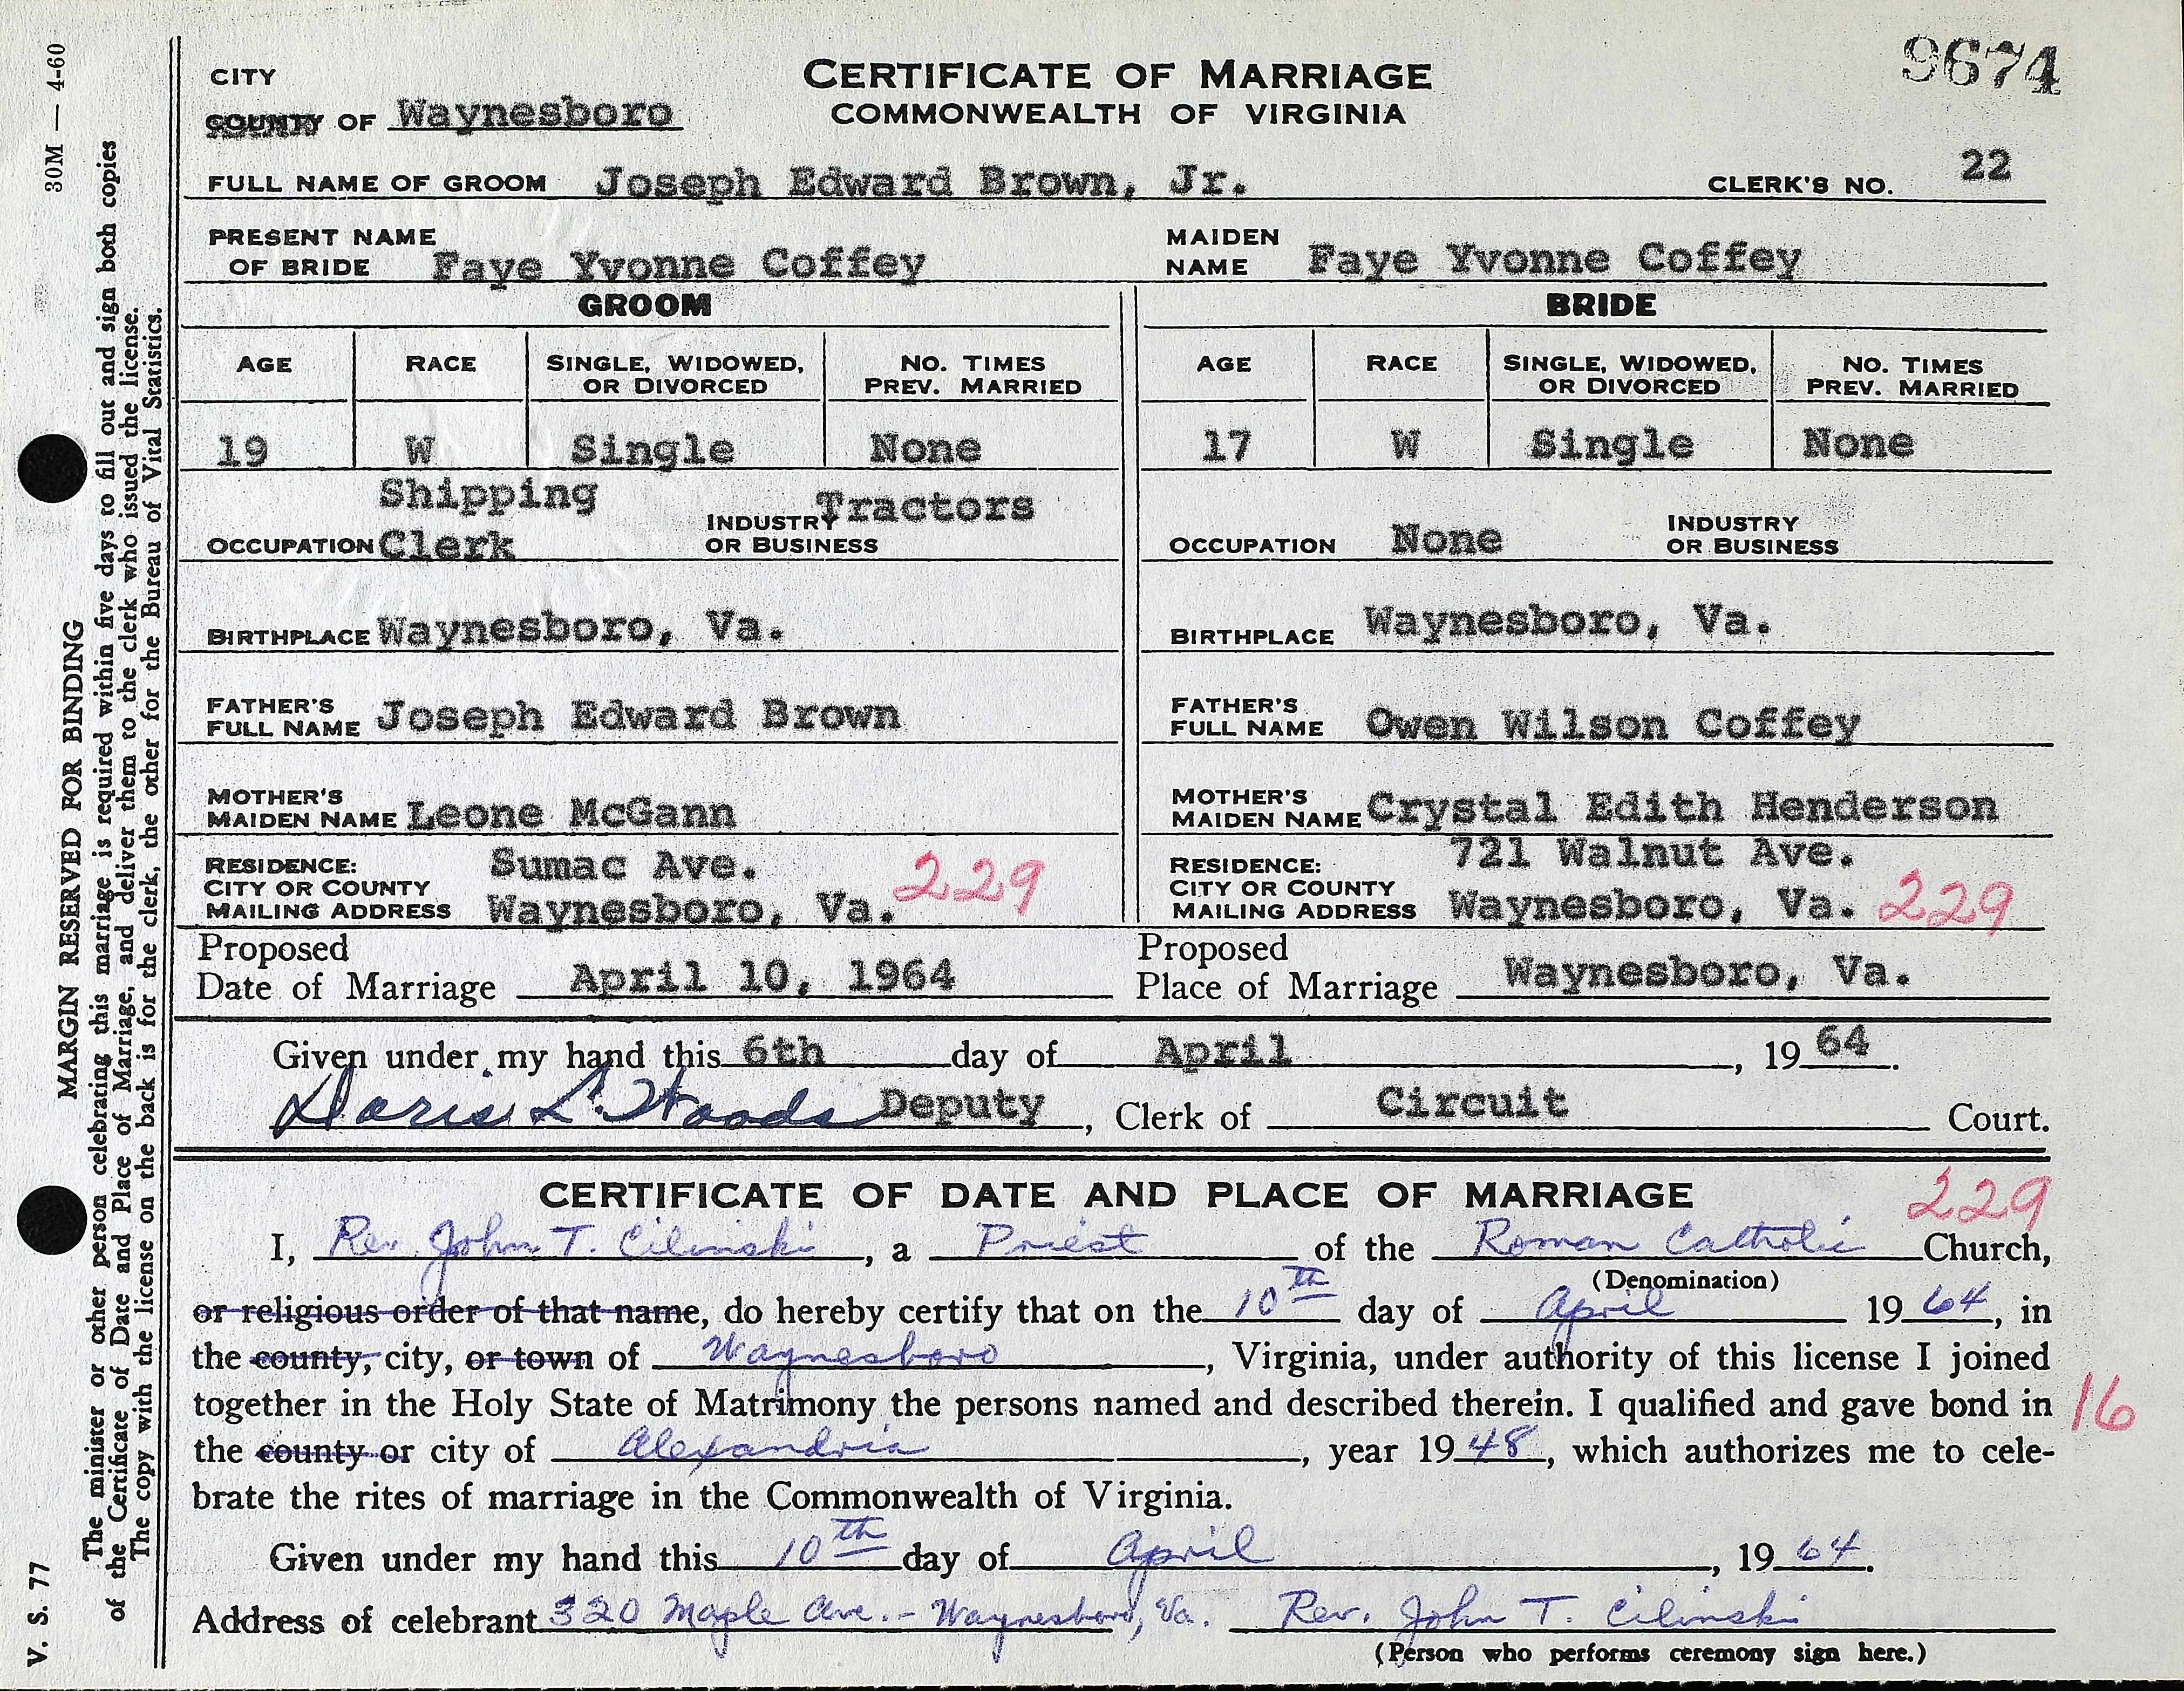 CERTIFICATE OF MARRIAGE
COMMONWEALTH OF VIRGINIA
9674
CITY
COUNTY OF Waynesboro
FULL NAME OF GROOM Joseph Edward Brown, Jr. CLERK'S NO. 22
PRESENT NAME
OF BRIDE Faye Yvonne Coffey
MAIDEN
NAME Faye Yvonne Coffey
GROOM
AGE RACE SINGLE, WIDOWED, NO. TIMES
OR DIVORCED PREV. MARRIED
19 W Single None
Shipping Tractors
INDUSTRY
OCCUPATION Clerk OR BUSINESS
BIRTHPLACE Waynesboro, Va.
FATHER'S
FULL NAME Joseph Edward Brown
MOTHER'S
MAIDEN NAME Leone McGann
RESIDENCE: Sumac Ave.
CITY OR COUNTY 229
MAILING ADDRESS Waynesboro, Va.
BRIDE
AGE RACE SINGLE, WIDOWED, NO. TIMES
OR DIVORCED PREV. MARRIED
17 W Single None
INDUSTRY
OCCUPATION None OR BUSINESS
BIRTHPLACE Waynesboro, Va.
FATHER'S
FULL NAME Owen Wilson Coffey
MOTHER'S
MAIDEN NAME Crystal Edith Henderson
RESIDENCE: 721 Walnut Ave.
CITY OR COUNTY
MAILING ADDRESS Waynesboro, Va. 229
Proposed
Date of Marriage April 10, 1964
Proposed
Place of Marriage Waynesboro, Va.
Given under my hand this 6th day of April, 19 64.
Doris L. Woods Deputy, Clerk of Circuit Court.
CERTIFICATE OF DATE AND PLACE OF MARRIAGE 229
I, Rev. John T. Cilinski, a Priest of the Roman Catholic Church,
(Denomination)
or religious order of that name, do hereby certify that on the 10th day of April 19 64, in
the county, city, or town of Waynesboro, Virginia, under authority of this license I joined
together in the Holy State of Matrimony the persons named and described therein. I qualified and gave bond in 16
the county or city of Alexandria, year 19 48, which authorizes me to cele-
brate the rites of marriage in the Commonwealth of Virginia.
Given under my hand this 10th day of April, 19 64.
Address of celebrant 320 Maple Ave. - Waynesboro, Va. Rev. John T. Cilinski
(Person who performs ceremony sign here.)
V. S. 77
MARGIN RESERVED FOR BINDING
30M — 4-60
The minister or other person celebrating this marriage is required within five days to fill out and sign both copies
of the Certificate of Date and Place of Marriage, and deliver them to the clerk who issued the license.
The copy with the license on the back is for the clerk, the other for the Bureau of Vital Statistics.